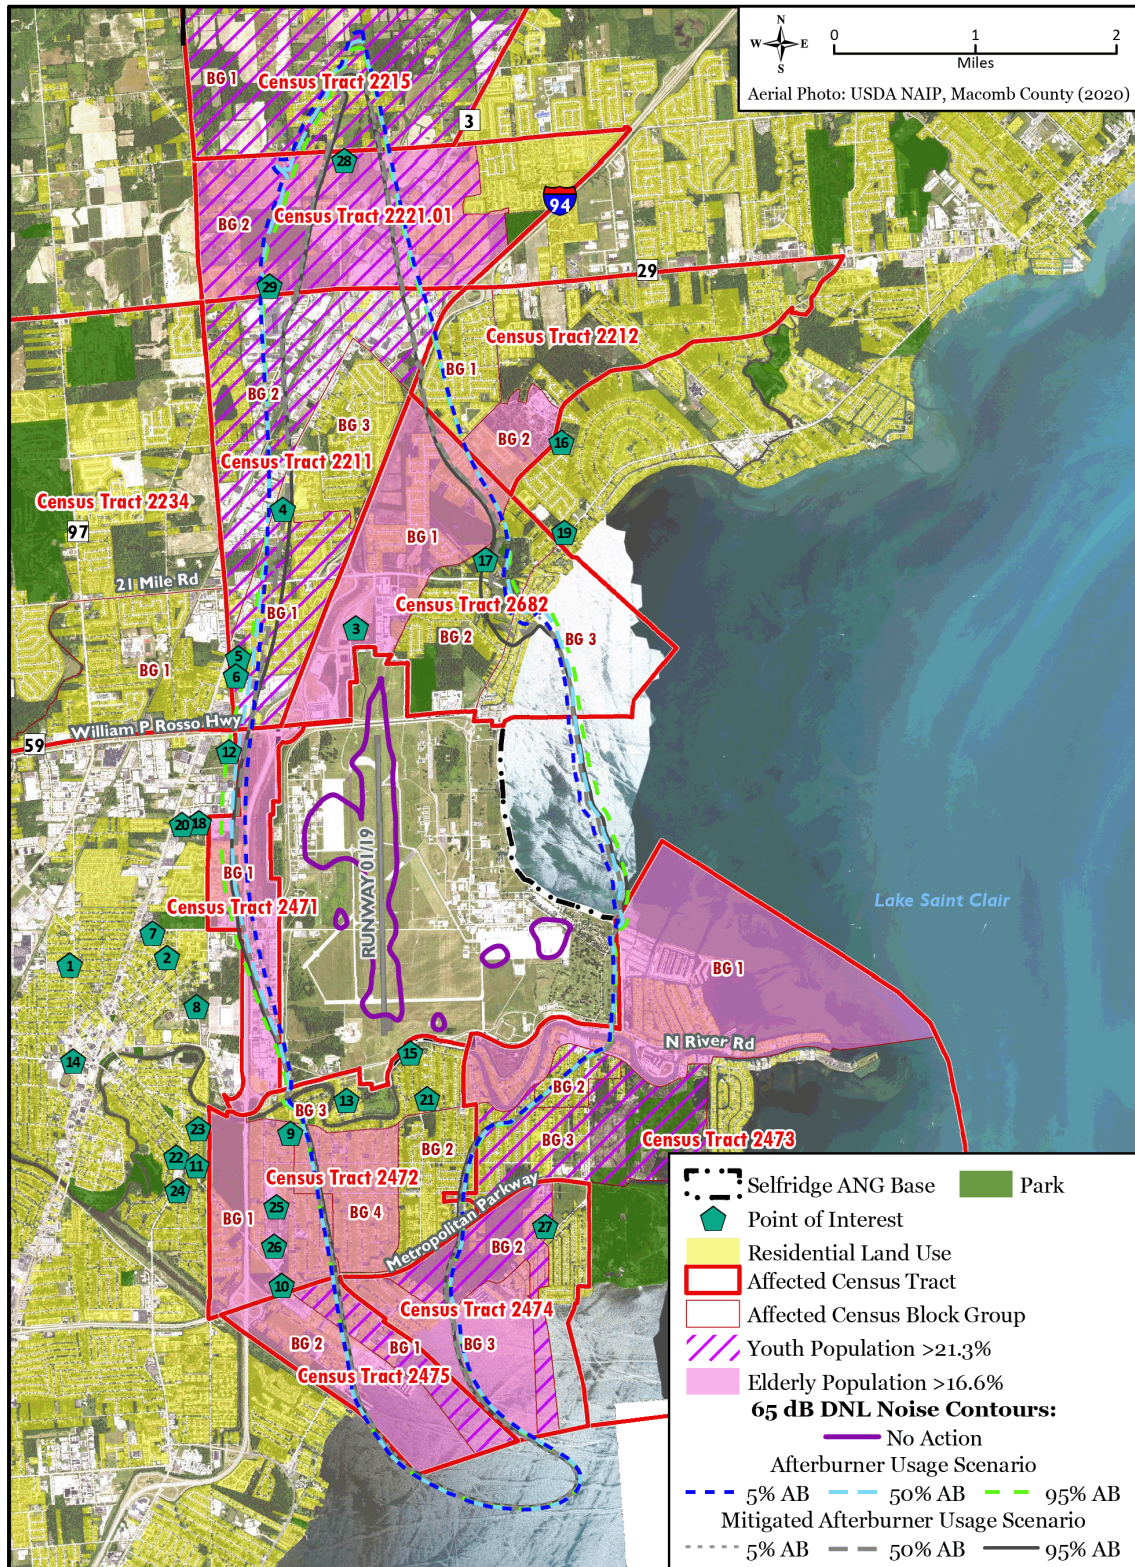 N
W E
S
0 1 2
Miles
Aerial Photo: USDA NAIP, Macomb County (2020)
BG 1
Census Tract 2215
3
28
94
BG 2
Census Tract 2221.01
29
29
Census Tract 2212
BG 1
BG 2
BG 3
BG 2
16
Census Tract 2211
Census Tract 2234
97
4
19
BG 1
17
21 Mile Rd
BG 1
Census Tract 2682
3
BG 2
BG 3
5
BG 1
6
William P Rosso Hwy
59
12
20
18
RUNWAY 01/19
BG 1
Census Tract 2471
Lake Saint Clair
7
2
1
BG 1
8
N River Rd
14
15
BG 2
13
21
BG 3
9
23
BG 3
BG 2
Census Tract 2473
22
11
Census Tract 2472
24
25
BG 1
BG 4
Metropolitan Parkway
27
BG 2
26
10
Census Tract 2474
BG 2
BG 1
BG 3
Census Tract 2475
Selfridge ANG Base
Park
Point of Interest
Residential Land Use
Affected Census Tract
Affected Census Block Group
Youth Population >21.3%
Elderly Population >16.6%
65 dB DNL Noise Contours:
No Action
Afterburner Usage Scenario
5% AB 50% AB 95% AB
Mitigated Afterburner Usage Scenario
5% AB 50% AB 95% AB